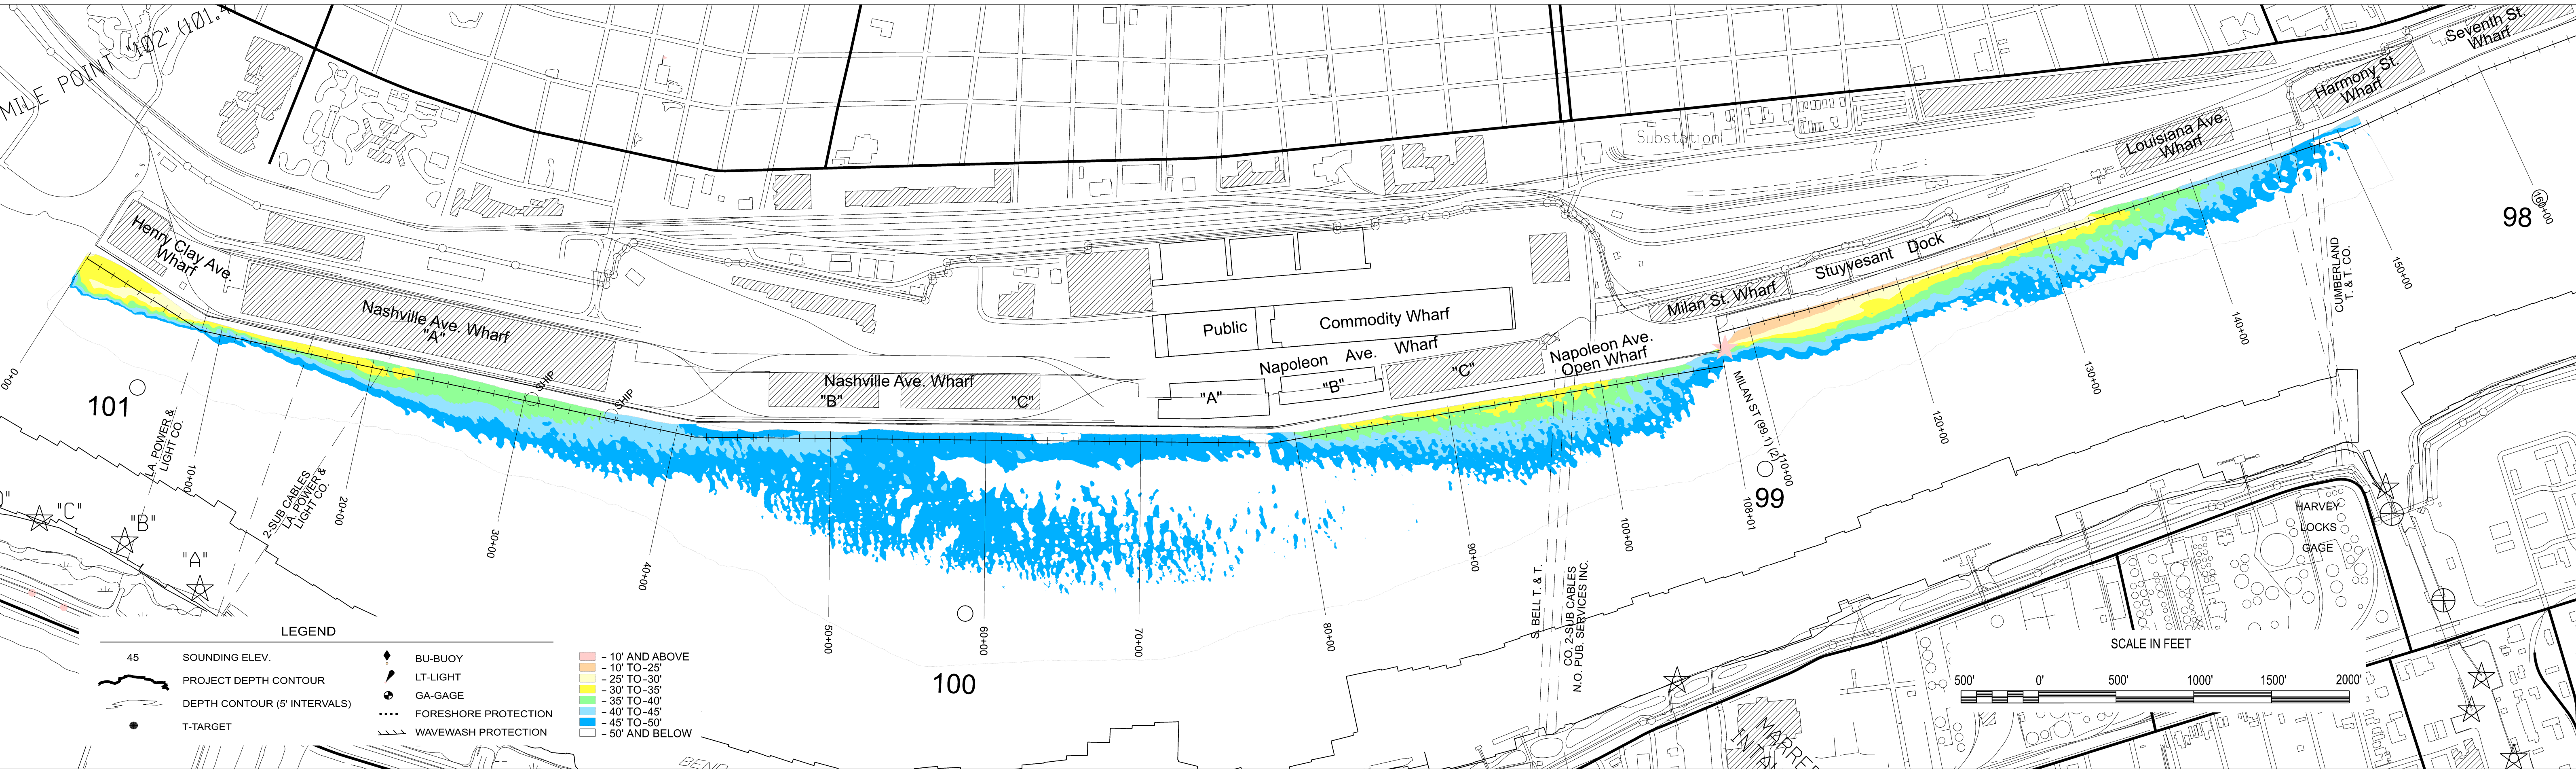 MILE POINT "102" (101.4
Seventh St.
Wharf
Harmony St.
Wharf
Substation
Louisiana Ave.
Wharf
98
160+00
Henry Clay Ave.
Wharf
Stuyvesant Dock
150+00
CUMBERLAND
T. & T. CO.
Nashville Ave. Wharf
"A"
Milan St. Wharf
Public
Commodity Wharf
140+00
Napoleon Ave. Wharf
Napoleon Ave.
Open Wharf
"C"
"B"
"A"
Nashville Ave. Wharf
"B"
"C"
SHIP
SHIP
0+00
101
LA. POWER &
LIGHT CO.
10+00
2-SUB CABLES
LA. POWER &
LIGHT CO.
20+00
30+00
40+00
50+00
60+00
70+00
80+00
90+00
100+00
MILAN ST (99.1) (2)
108+01
110+00
99
120+00
130+00
HARVEY
LOCKS
GAGE
"C"
"B"
"A"
100
S. BELL T. & T.
CO. 2-SUB CABLES
N.O. PUB. SERVICES INC.
LEGEND
45 SOUNDING ELEV.
PROJECT DEPTH CONTOUR
DEPTH CONTOUR (5' INTERVALS)
T-TARGET
BU-BUOY
LT-LIGHT
GA-GAGE
FORESHORE PROTECTION
WAVEWASH PROTECTION
- 10' AND ABOVE
- 10' TO-25'
- 25' TO-30'
- 30' TO-35'
- 35' TO-40'
- 40' TO-45'
- 45' TO-50'
- 50' AND BELOW
SCALE IN FEET
500' 0' 500' 1000' 1500' 2000'
BEND